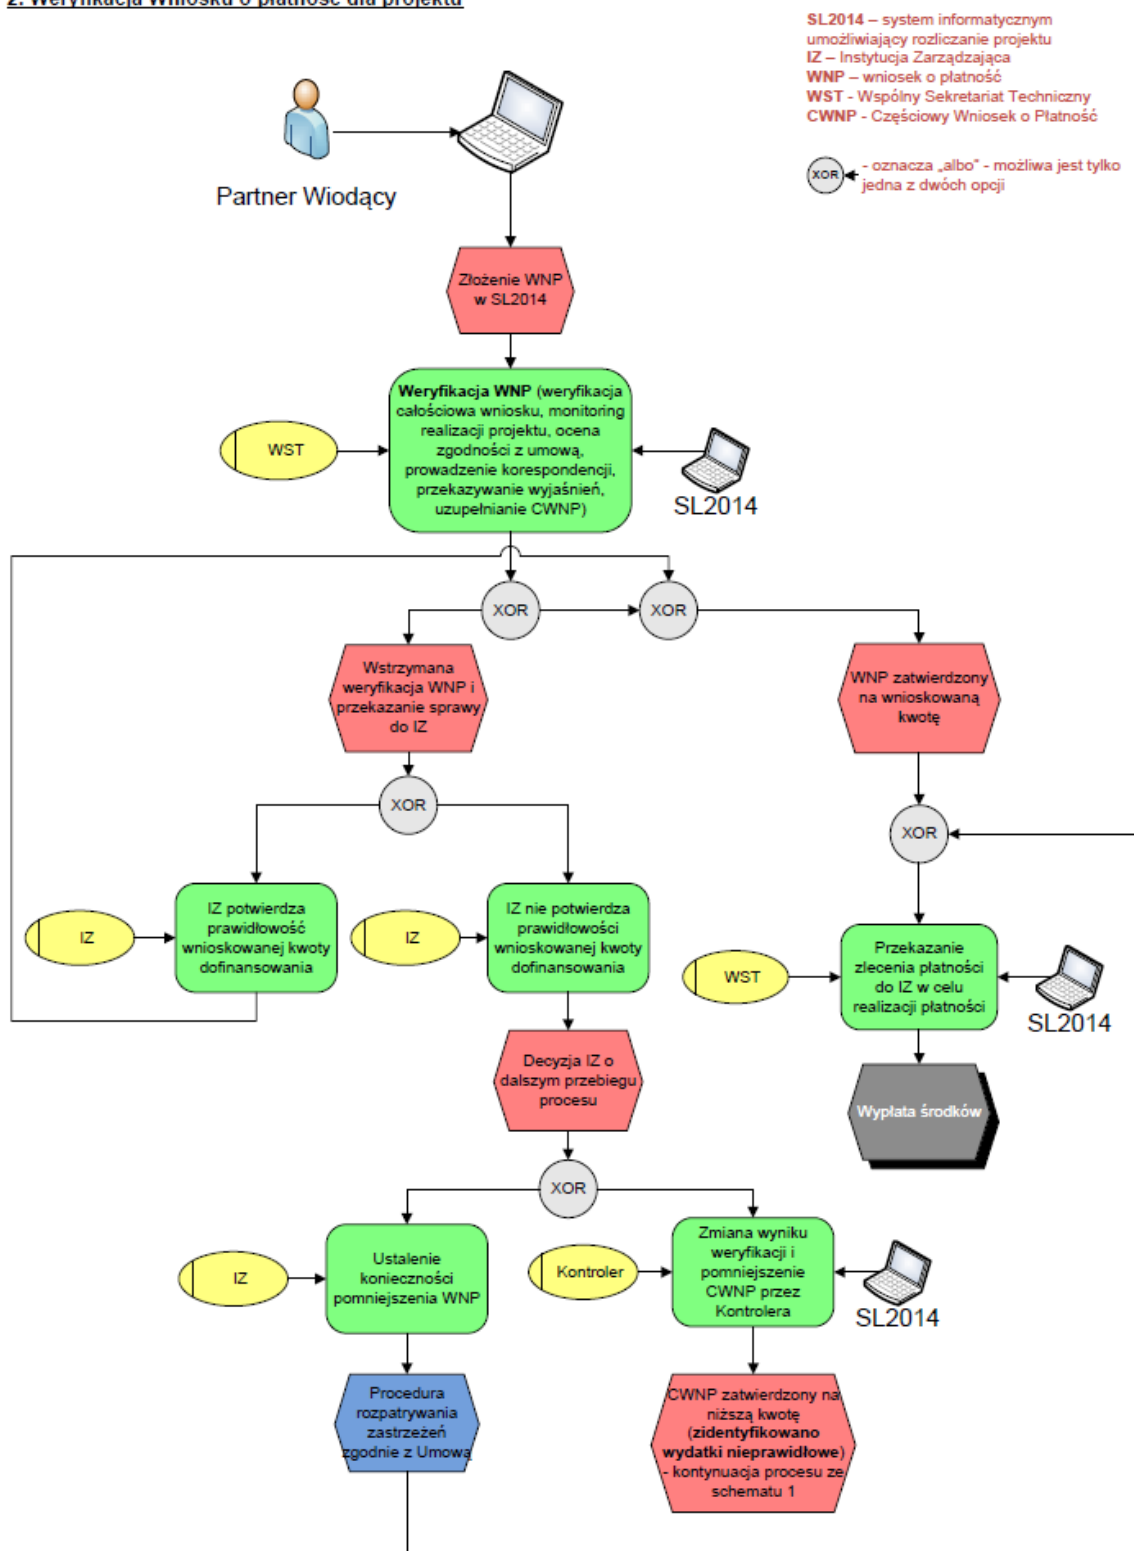 2. Weryfikacja Wniosku o płatność dla projektu
SL2014 – system informatycznym
umożliwiający rozliczanie projektu
IZ – Instytucja Zarządzająca
WNP – wniosek o płatność
WST - Wspólny Sekretariat Techniczny
CWNP - Częściowy Wniosek o Płatność
XOR
- oznacza „albo” - możliwa jest tylko
jedna z dwóch opcji
Partner Wiodący
Złożenie WNP
w SL2014
Weryfikacja WNP (weryfikacja
całościowa wniosku, monitoring
realizacji projektu, ocena
zgodności z umową,
prowadzenie korespondencji,
przekazywanie wyjaśnień,
uzupełnianie CWNP)
WST
SL2014
XOR
XOR
Wstrzymana
weryfikacja WNP i
przekazanie sprawy
do IZ
WNP zatwierdzony
na wnioskowaną
kwotę
XOR
XOR
IZ
IZ potwierdza
prawidłowość
wnioskowanej kwoty
dofinansowania
IZ
IZ nie potwierdza
prawidłowości
wnioskowanej kwoty
dofinansowania
WST
Przekazanie
zlecenia płatności
do IZ w celu
realizacji płatności
SL2014
Decyzja IZ o
dalszym przebiegu
procesu
Wypłata środków
XOR
IZ
Ustalenie
konieczności
pomniejszenia WNP
Kontroler
Zmiana wyniku
weryfikacji i
pomniejszenie
CWNP przez
Kontrolera
SL2014
Procedura
rozpatrywania
zastrzeżeń
zgodnie z Umową
CWNP zatwierdzony na
niższą kwotę
(zidentyfikowano
wydatki nieprawidłowe)
- kontynuacja procesu ze
schematu 1